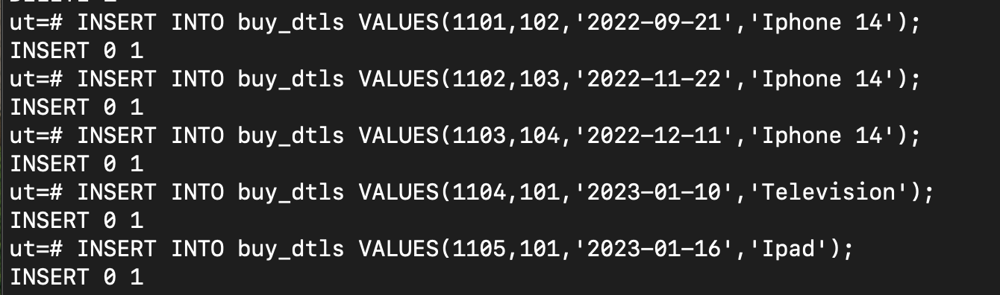 ut=# INSERT INTO buy_dtls VALUES(1101,102,'2022-09-21','Iphone 14');
INSERT 0 1
ut=# INSERT INTO buy_dtls VALUES(1102,103,'2022-11-22','Iphone 14');
INSERT 0 1
ut=# INSERT INTO buy_dtls VALUES(1103,104,'2022-12-11','Iphone 14');
INSERT 0 1
ut=# INSERT INTO buy_dtls VALUES(1104,101,'2023-01-10','Television');
INSERT 0 1
ut=# INSERT INTO buy_dtls VALUES(1105,101,'2023-01-16','Ipad');
INSERT 0 1